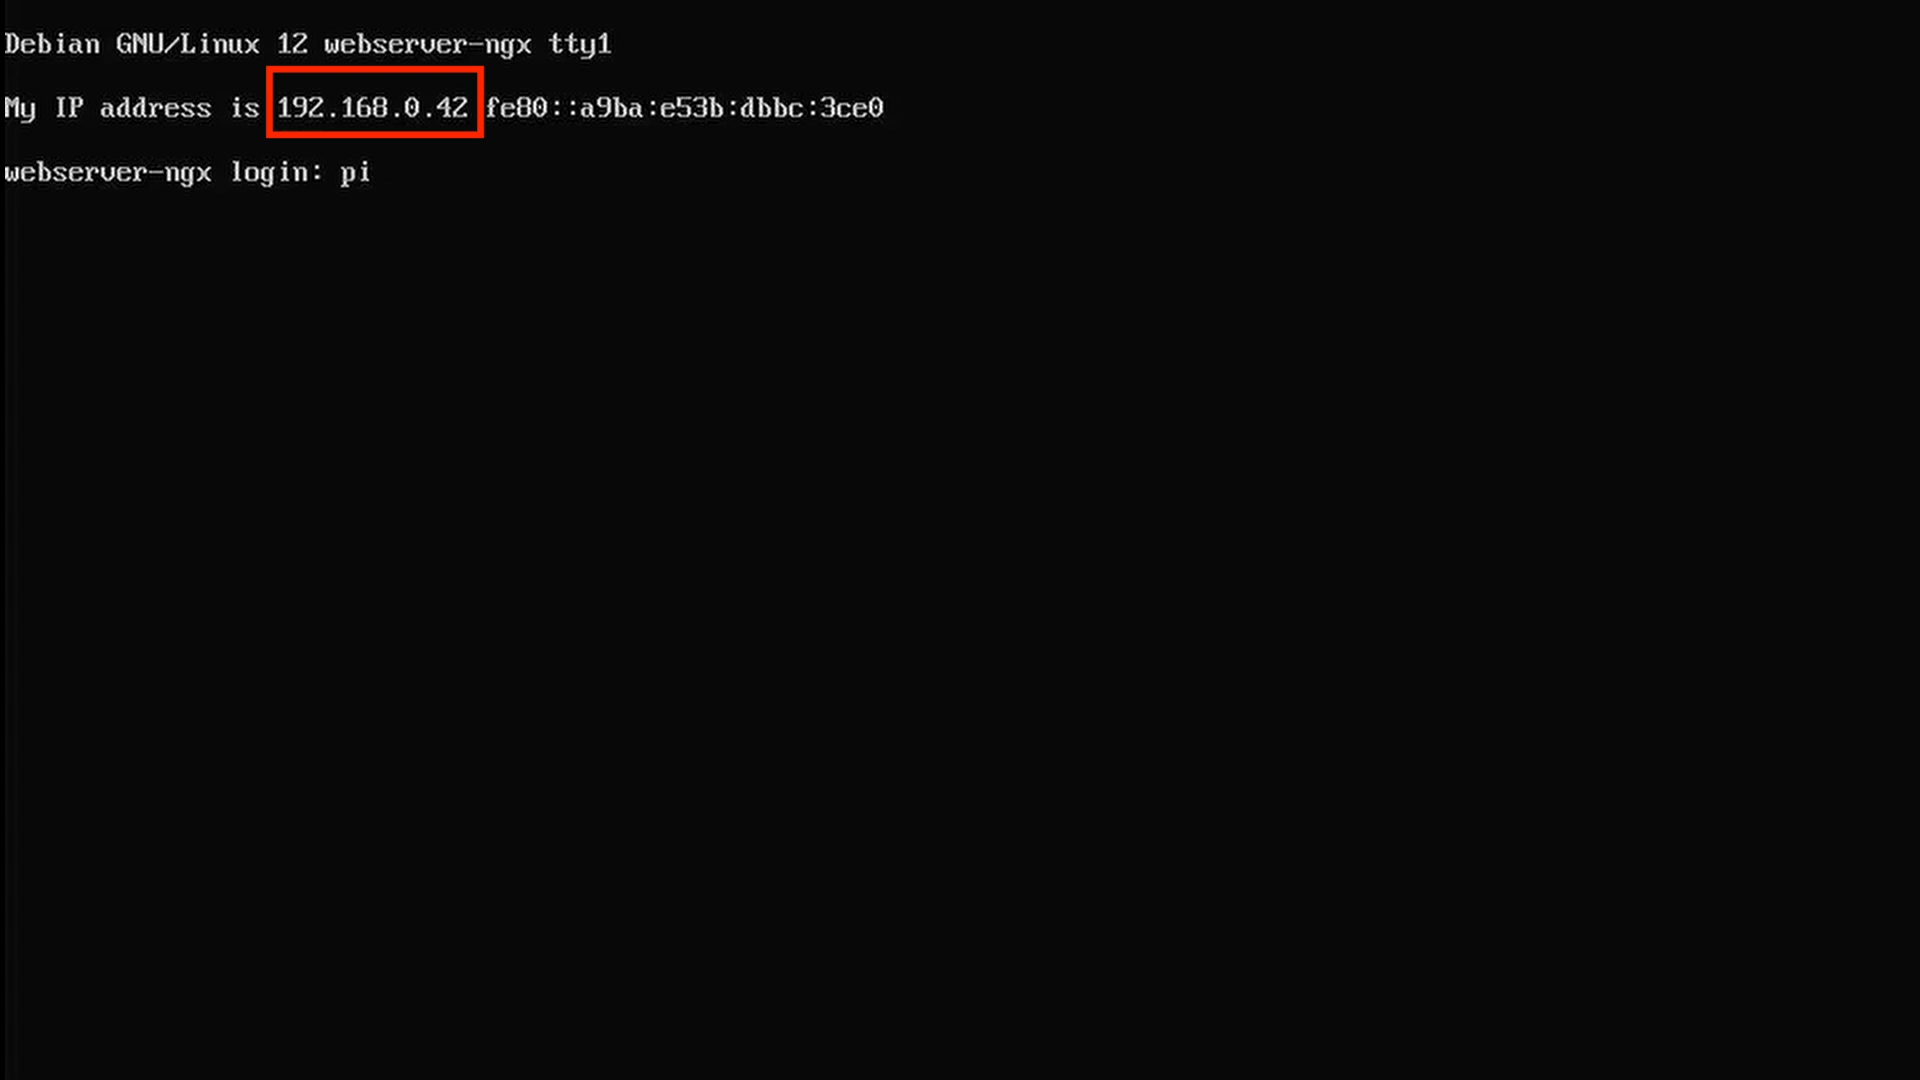 Debian GNU/Linux 12 webserver-ngx tty1
My IP address is 192.168.0.42 fe80::a9ba:e53b:dbbc:3ce0
webserver-ngx login: pi